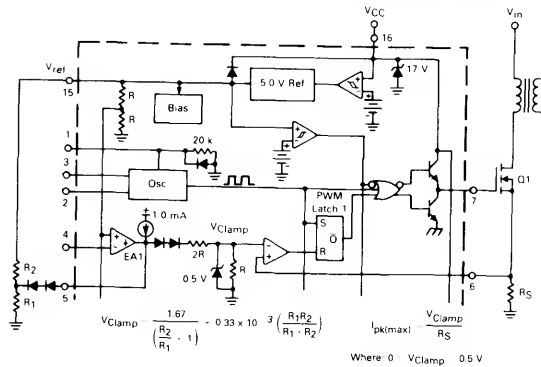 VCC
Vin
16
Vref
15
R
R
Bias
5.0 V Ref
17 V
1
3
2
20 k
Osc
Q1
7
1.0 mA
VClamp
PWM
Latch 1
S
Q
R
4
EA1
2R
R
0.5 V
R2
R1
5
6
RS
VClamp 1.67 / (R2/R1 · 1) · 0.33 x 10 3 (R1R2 / R1 · R2)
Ipk(max) VClamp / RS
Where 0 VClamp 0.5 V